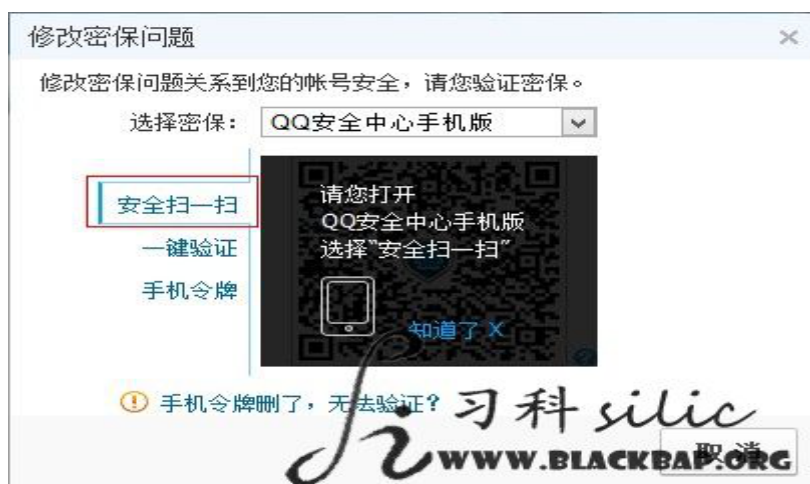 修改密保问题
×
修改密保问题关系到您的帐号安全，请您验证密保。
选择密保： QQ安全中心手机版
安全扫一扫
一键验证
手机令牌
请您打开
QQ安全中心手机版
选择"安全扫一扫"
知道了 X
手机令牌删了，无法验证？
习科 silic
取消
WWW.BLACKBAP.ORG